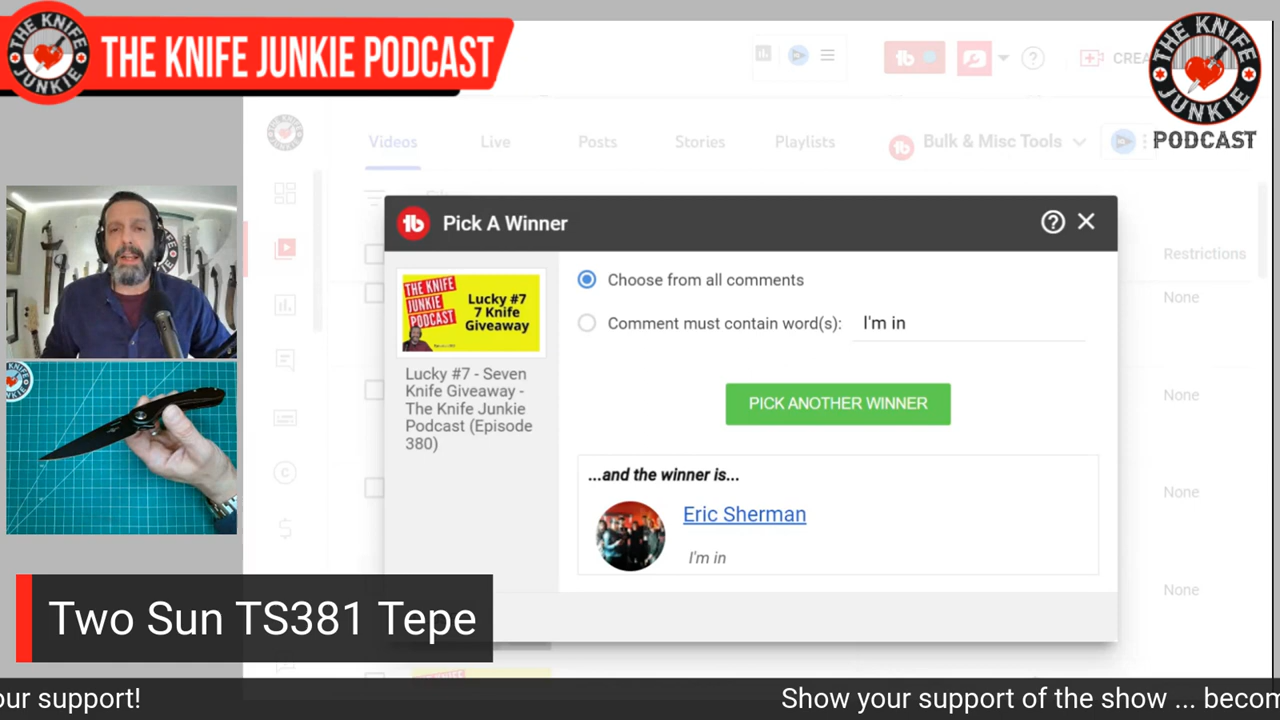 THE KNIFE JUNKIE PODCAST
THE KNIFE
JUNKIE
PODCAST
Videos
Live
Posts
Stories
Playlists
Bulk & Misc Tools
Pick A Winner
Restrictions
None
None
None
None
THE KNIFE
JUNKIE
PODCAST
Lucky #7
7 Knife
Giveaway
Lucky #7 - Seven
Knife Giveaway -
The Knife Junkie
Podcast (Episode
380)
Choose from all comments
Comment must contain word(s): I'm in
PICK ANOTHER WINNER
...and the winner is...
Eric Sherman
I'm in
Two Sun TS381 Tepe
our support!
Show your support of the show ... becom